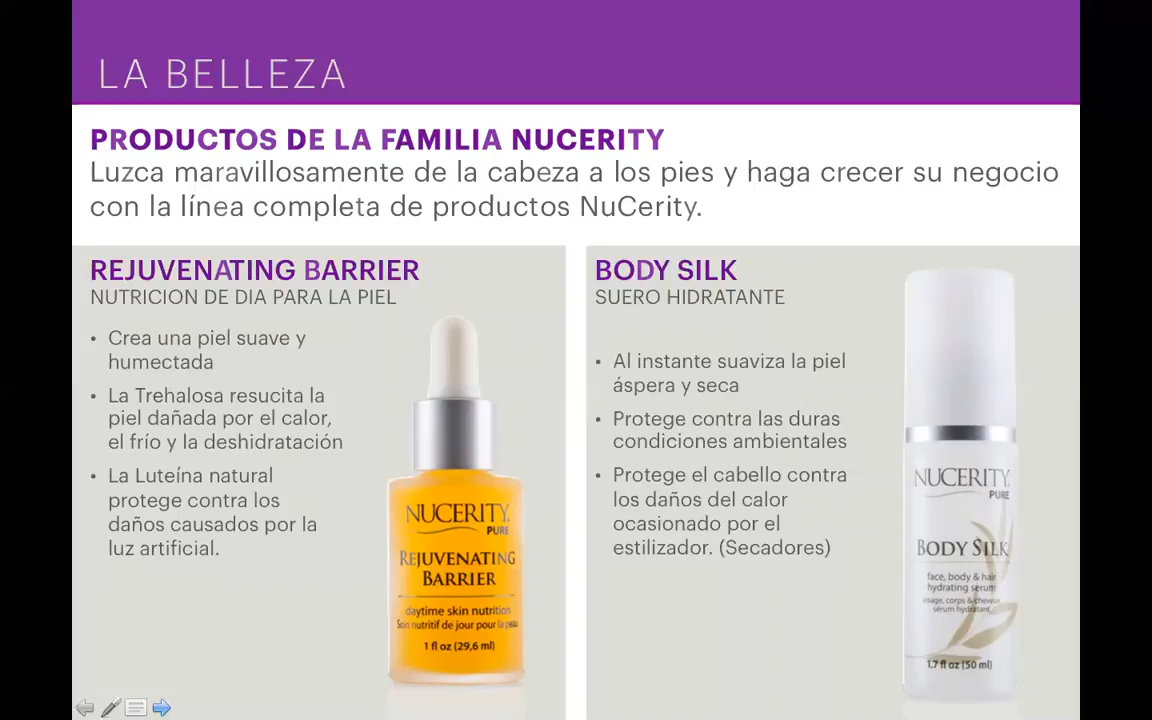 LA BELLEZA
PRODUCTOS DE LA FAMILIA NUCERITY
Luzca maravillosamente de la cabeza a los pies y haga crecer su negocio
con la línea completa de productos NuCerity.
REJUVENATING BARRIER
NUTRICION DE DIA PARA LA PIEL
• Crea una piel suave y
humectada
• La Trehalosa resucita la
piel dañada por el calor,
el frío y la deshidratación
• La Luteína natural
protege contra los
daños causados por la
luz artificial.
NUCERITY
PURE
REJUVENATING
BARRIER
daytime skin nutrition
Soin nutritif de jour pour la peau
1 fl oz (29,6 ml)
BODY SILK
SUERO HIDRATANTE
• Al instante suaviza la piel
áspera y seca
• Protege contra las duras
condiciones ambientales
• Protege el cabello contra
los daños del calor
ocasionado por el
estilizador. (Secadores)
NUCERITY
PURE
BODY SILK
face, body & hair
hydrating serum
visage, corps & cheveux
sérum hydratant
1.7 fl oz (50 ml)